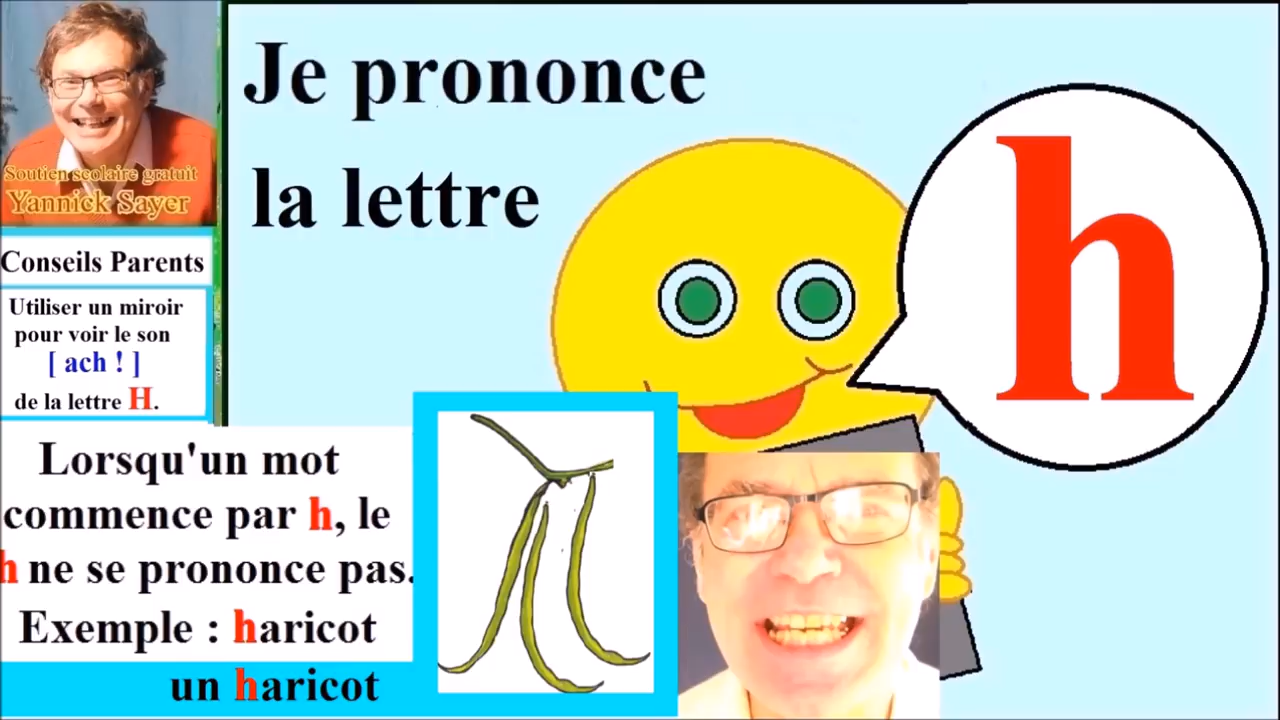 Je prononce
la lettre
h
Soutien scolaire gratuit
Yannick Sayer
Conseils Parents
Utiliser un miroir
pour voir le son
[ ach ! ]
de la lettre H.
Lorsqu'un mot
commence par h, le
h ne se prononce pas.
Exemple : haricot
un haricot